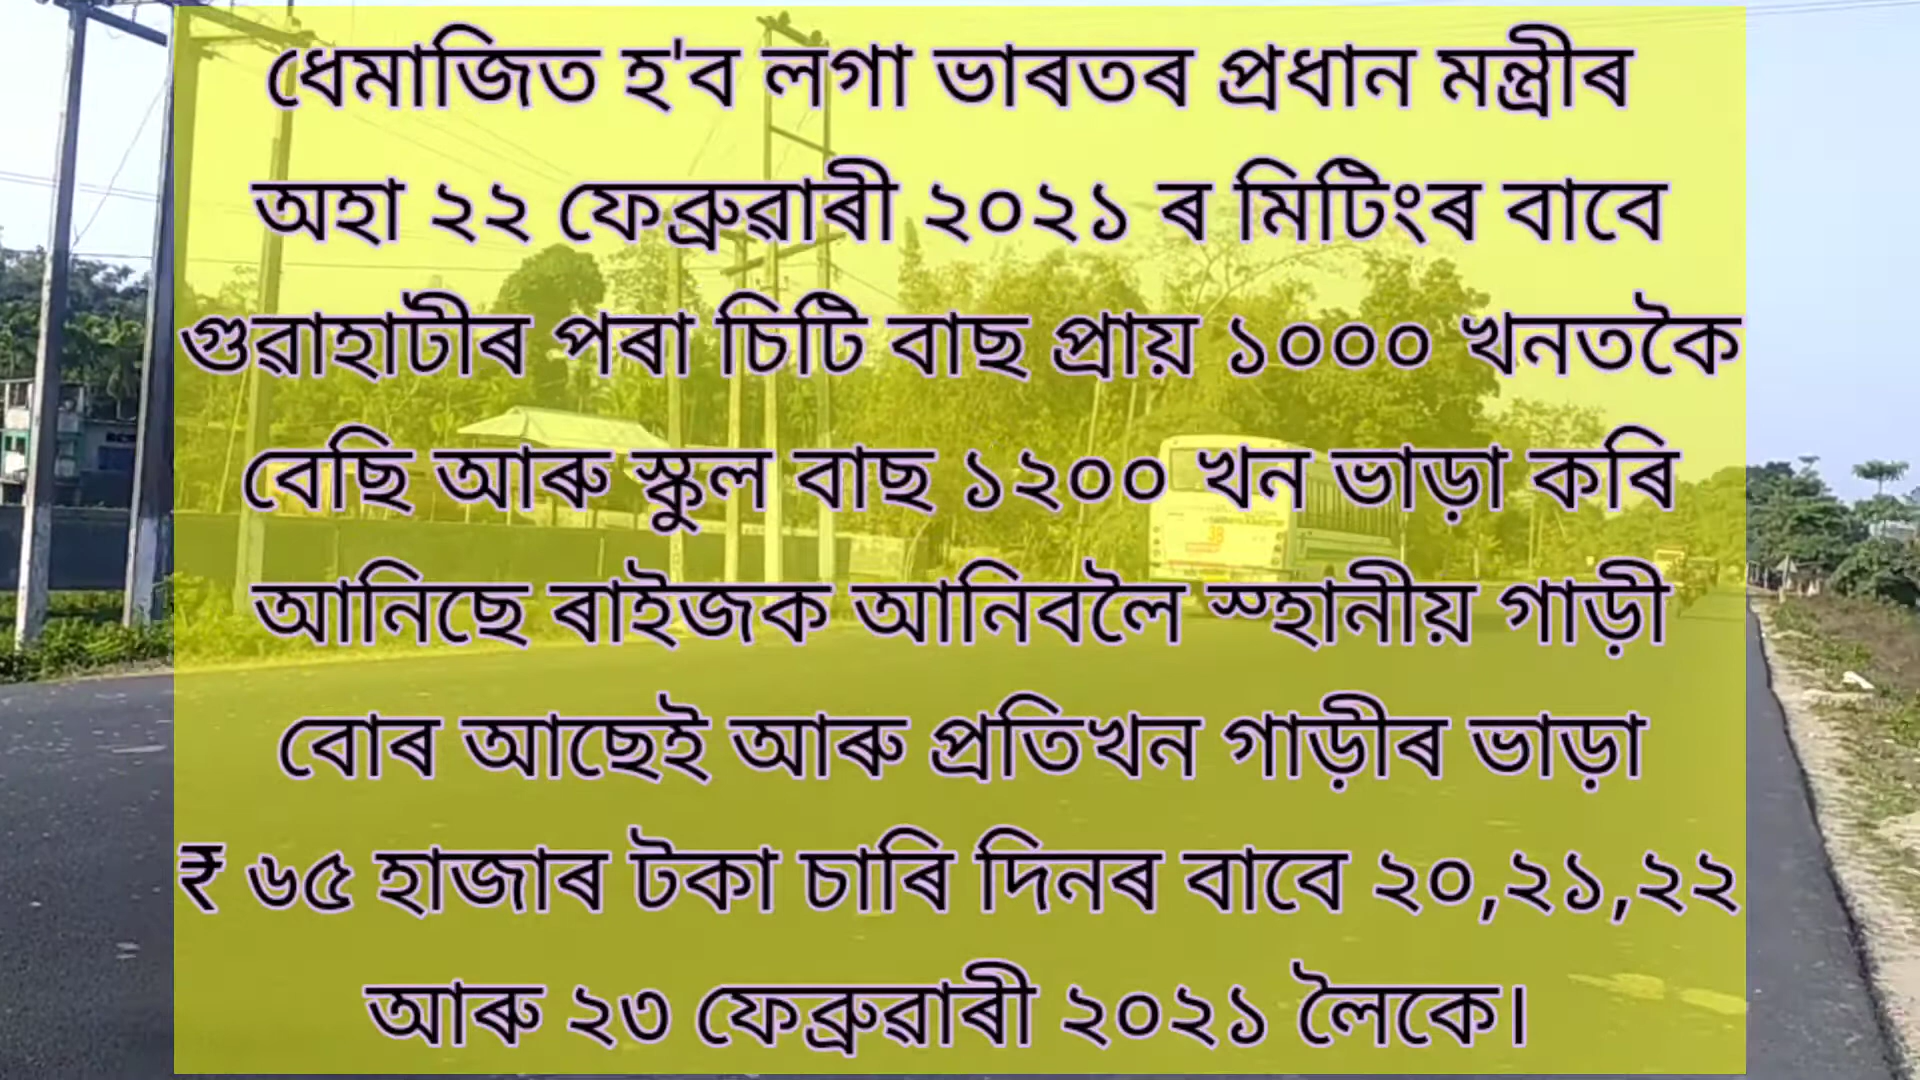 ধেমাজিত হ'ব লগা ভাৰতৰ প্ৰধান মন্ত্ৰীৰ
অহা ২২ ফেব্ৰুৱাৰী ২০২১ ৰ মিটিংৰ বাবে
গুৱাহাটীৰ পৰা চিটি বাছ প্ৰায় ১০০০ খনতকৈ
বেছি আৰু স্কুল বাছ ১২০০ খন ভাড়া কৰি
আনিছে ৰাইজক আনিবলৈ স্হানীয় গাড়ী
বোৰ আছেই আৰু প্ৰতিখন গাড়ীৰ ভাড়া
₹ ৬৫ হাজাৰ টকা চাৰি দিনৰ বাবে ২০,২১,২২
আৰু ২৩ ফেব্ৰুৱাৰী ২০২১ লৈকে।